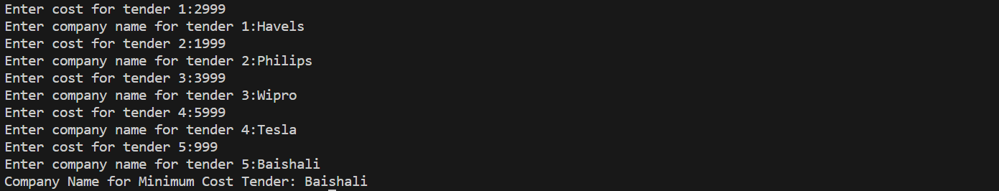 Enter cost for tender 1:2999
Enter company name for tender 1:Havels
Enter cost for tender 2:1999
Enter company name for tender 2:Philips
Enter cost for tender 3:3999
Enter company name for tender 3:Wipro
Enter cost for tender 4:5999
Enter company name for tender 4:Tesla
Enter cost for tender 5:999
Enter company name for tender 5:Baishali
Company Name for Minimum Cost Tender: Baishali